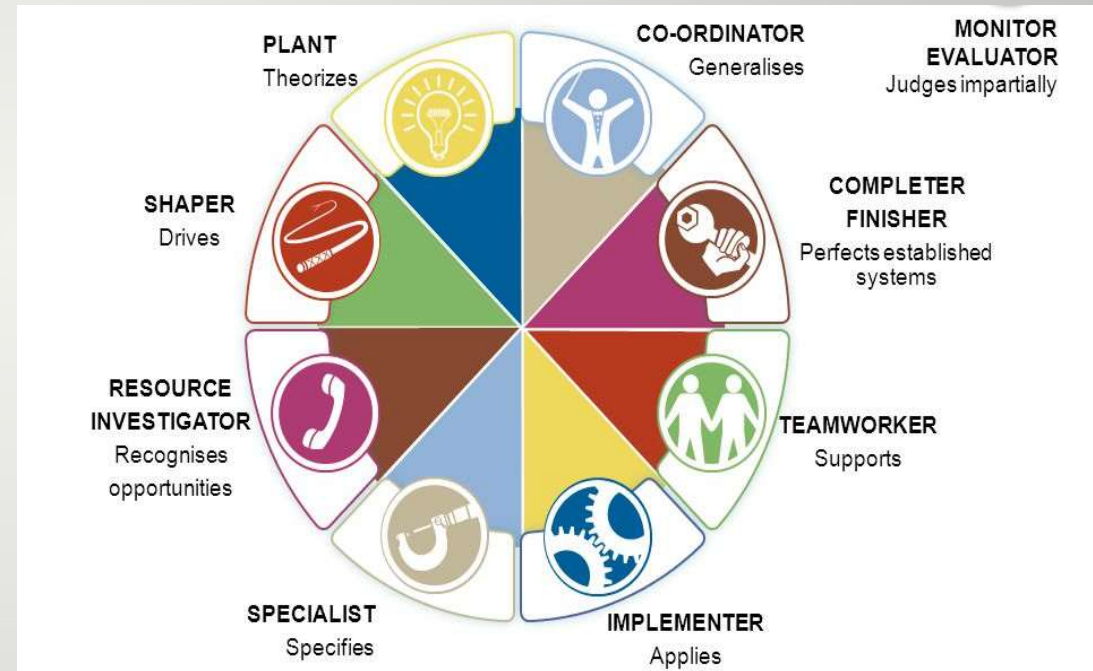 PLANT
Theorizes
CO-ORDINATOR
Generalises
MONITOR
EVALUATOR
Judges impartially
SHAPER
Drives
COMPLETER
FINISHER
Perfects established
systems
RESOURCE
INVESTIGATOR
Recognises
opportunities
TEAMWORKER
Supports
SPECIALIST
Specifies
IMPLEMENTER
Applies